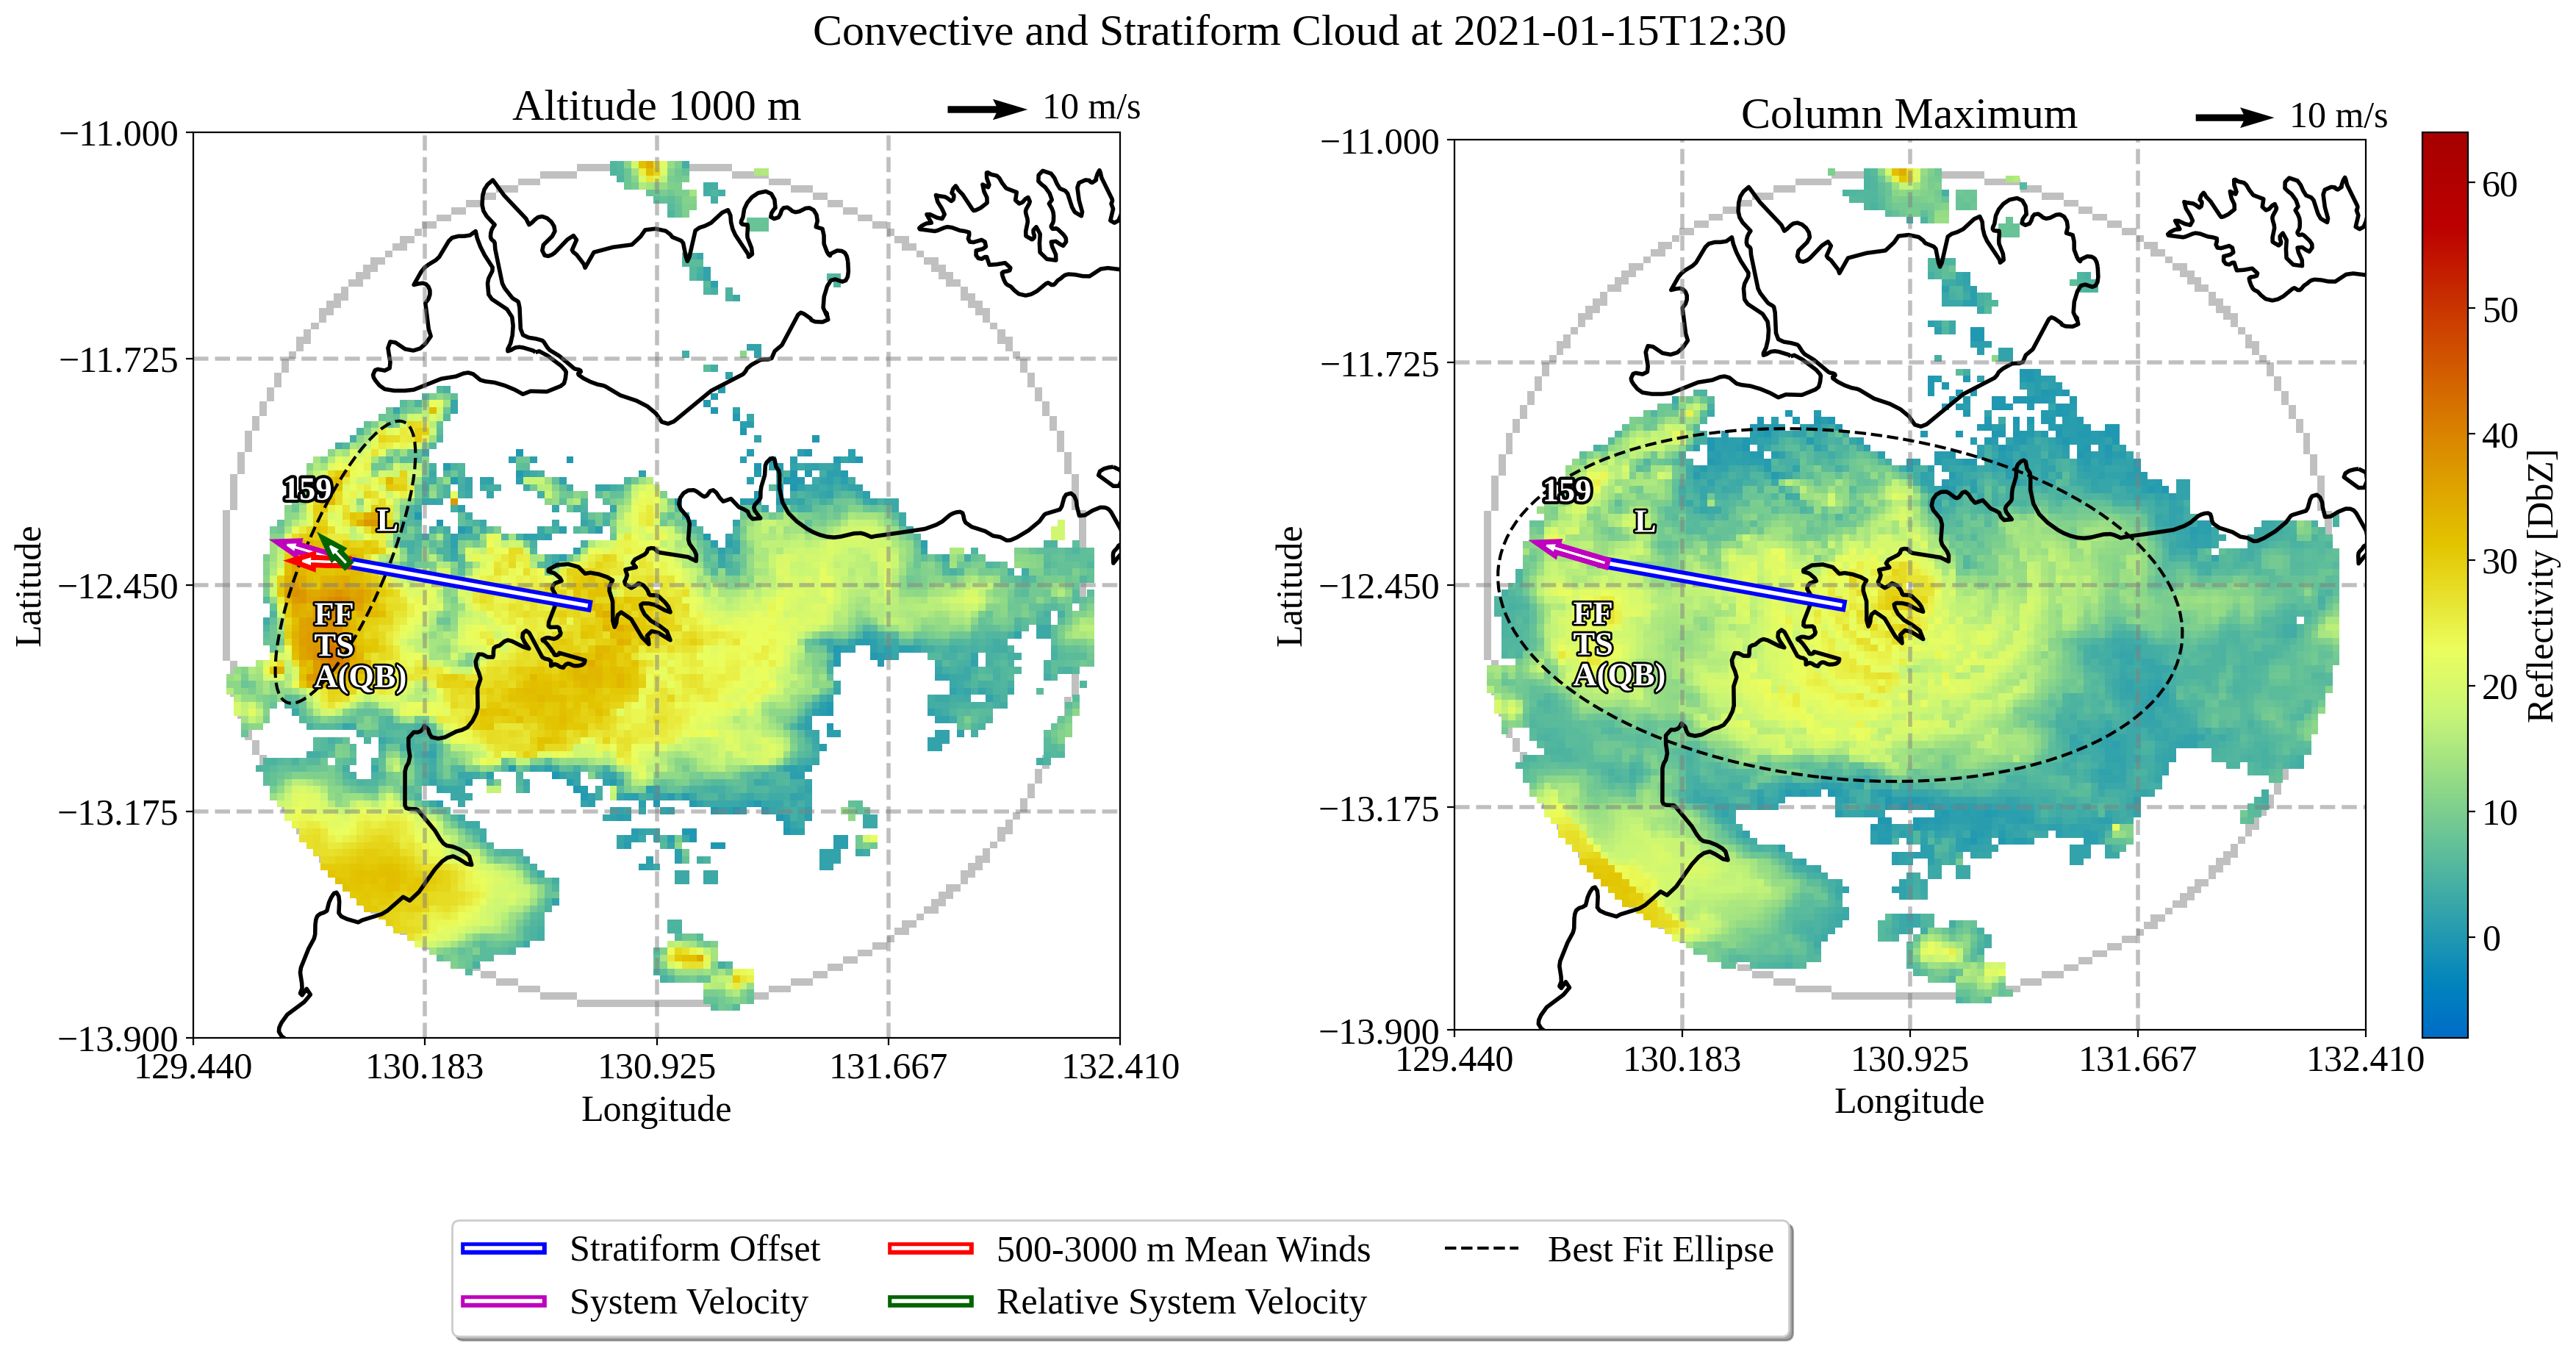 Convective and Stratiform Cloud at 2021-01-15T12:30
Altitude 1000 m
10 m/s
−11.000
−11.725
−12.450
−13.175
−13.900
Latitude
129.440
130.183
130.925
131.667
132.410
Longitude
159
L
FF
TS
A(QB)
Column Maximum
10 m/s
−11.000
−11.725
−12.450
−13.175
−13.900
Latitude
129.440
130.183
130.925
131.667
132.410
Longitude
159
L
FF
TS
A(QB)
60
50
40
30
20
10
0
Reflectivity [DbZ]
Stratiform Offset
System Velocity
500-3000 m Mean Winds
Relative System Velocity
Best Fit Ellipse